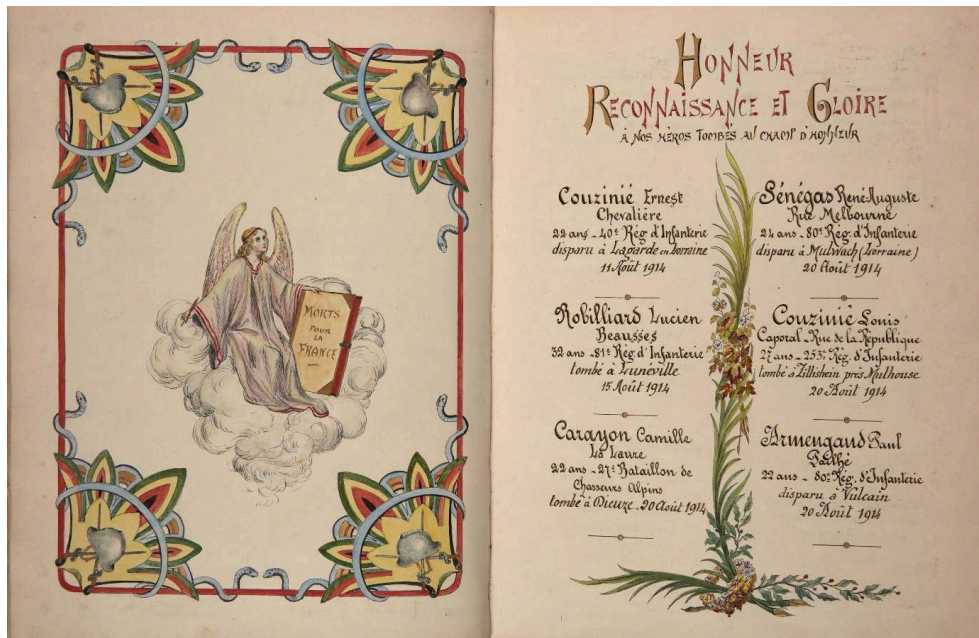 MORTS
POUR
LA
FRANCE
HONNEUR
RECONNAISSANCE ET GLOIRE
À NOS HÉROS TOMBÉS AU CHAMP D'HONNEUR
Couzinié Ernest
Chevalière
22 ans - 40e Rég. d'Infanterie
disparu à Lagarde en Lorraine
11 Août 1914
Robilliard Lucien
Beausses
32 ans - 81e Rég. d'Infanterie
tombé à Lunéville
15 Août 1914
Carayon Camille
La Laure
22 ans - 27e Bataillon de
Chasseurs Alpins
tombé à Dieuze - 20 Août 1914
Sénégas René-Auguste
Rue Melbourne
21 ans - 80e Rég. d'Infanterie
disparu à Mulwach (Lorraine)
20 Août 1914
Couzinié Louis
Caporal - Rue de la République
27 ans - 253e Rég. d'Infanterie
tombé à Zillishein près Mulhouse
20 Août 1914
Armengaud Paul
22 ans - 80e Rég. d'Infanterie
disparu à Vulcain
20 Août 1914